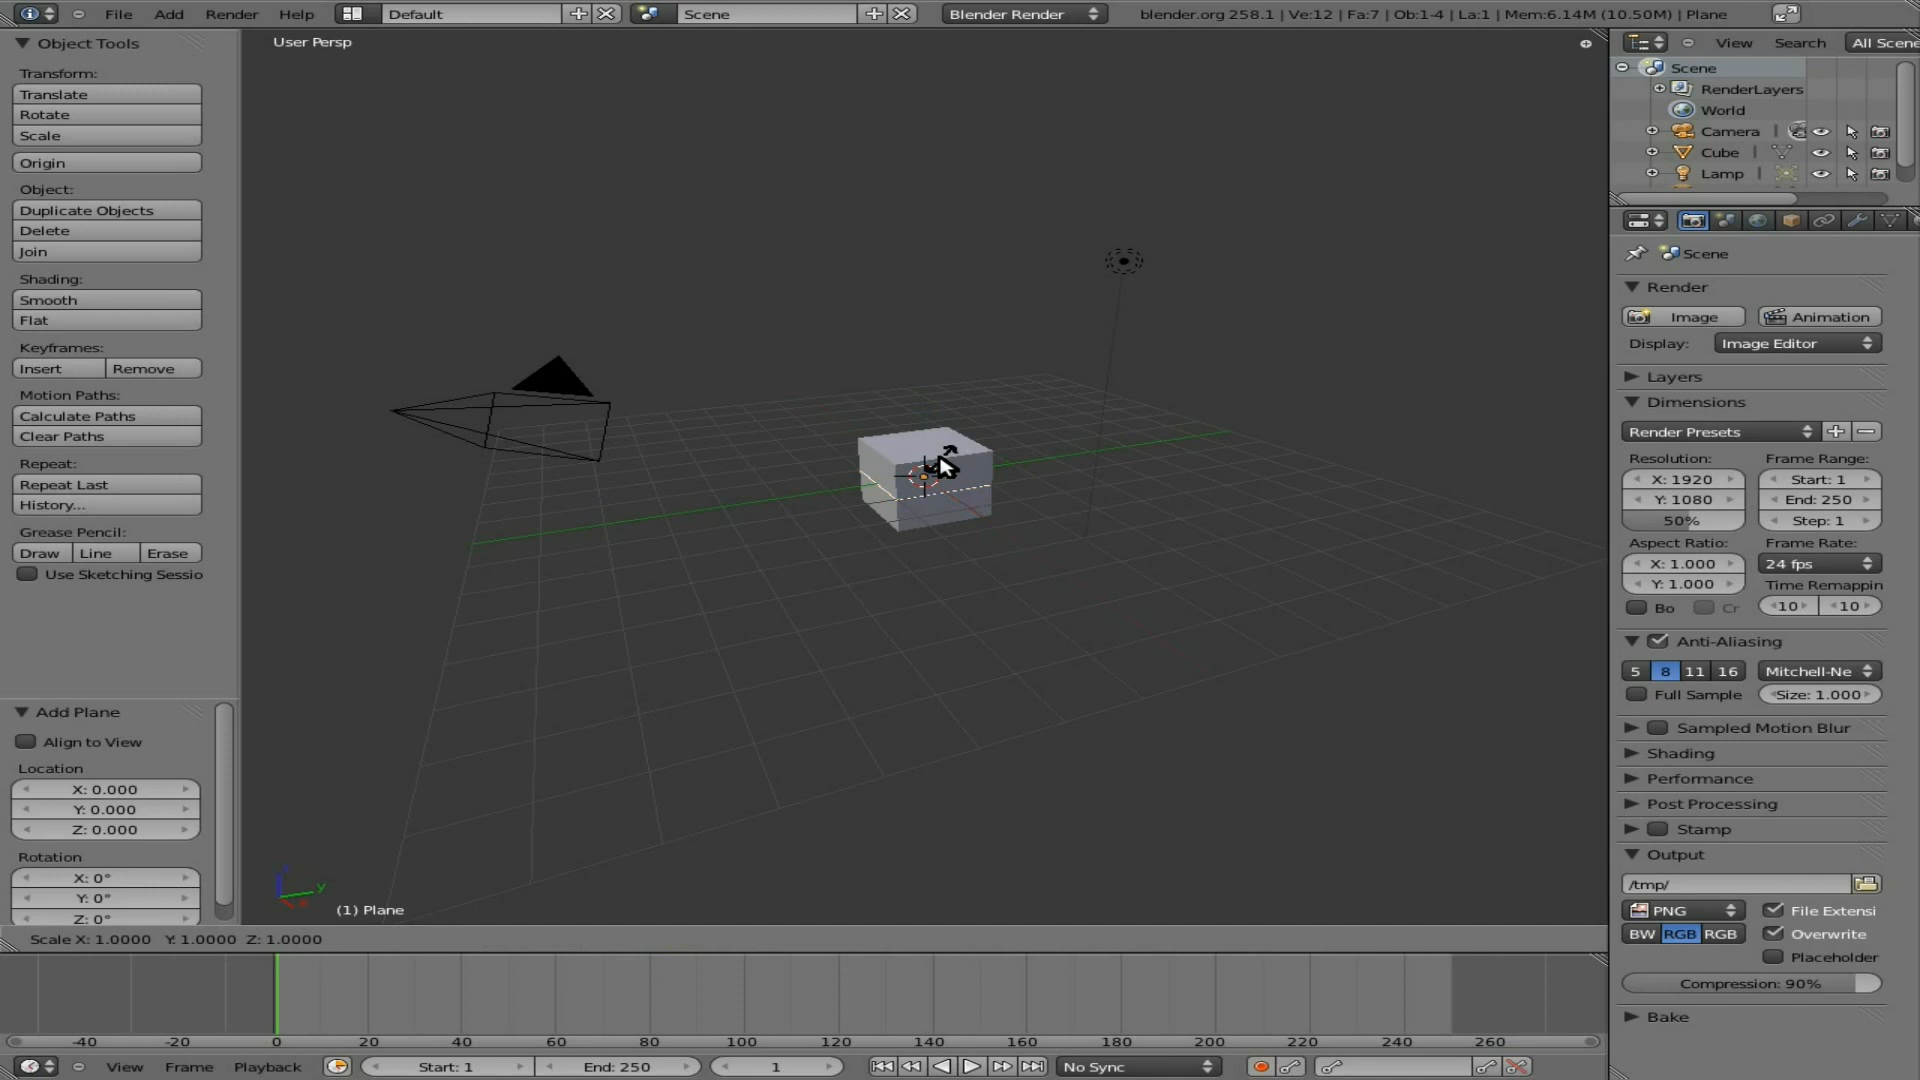 File Add Render Help Default Scene Blender Render blender.org 258.1 | Ve:12 | Fa:7 | Ob:1-4 | La:1 | Mem:6.14M (10.50M) | Plane
Object Tools
Transform:
Translate
Rotate
Scale
Origin
Object:
Duplicate Objects
Delete
Join
Shading:
Smooth
Flat
Keyframes:
Insert Remove
Motion Paths:
Calculate Paths
Clear Paths
Repeat:
Repeat Last
History...
Grease Pencil:
Draw Line Erase
Use Sketching Sessio
Add Plane
Align to View
Location
X: 0.000
Y: 0.000
Z: 0.000
Rotation
X: 0°
Y: 0°
Z: 0°
User Persp
y
(1) Plane
Scale X: 1.0000 Y: 1.0000 Z: 1.0000
-40 -20 0 20 40 60 80 100 120 140 160 180 200 220 240 260
View Frame Playback Start: 1 End: 250 1 No Sync
View Search All Scene
Scene
RenderLayers
World
Camera
Cube
Lamp
Scene
Render
Image Animation
Display: Image Editor
Layers
Dimensions
Render Presets
Resolution: Frame Range:
X: 1920 Start: 1
Y: 1080 End: 250
50% Step: 1
Aspect Ratio: Frame Rate:
X: 1.000 24 fps
Y: 1.000 Time Remappin
Bo Cr 10 10
Anti-Aliasing
5 8 11 16 Mitchell-Ne
Full Sample Size: 1.000
Sampled Motion Blur
Shading
Performance
Post Processing
Stamp
Output
/tmp/
PNG File Extensi
BW RGB RGB Overwrite
Placeholder
Compression: 90%
Bake